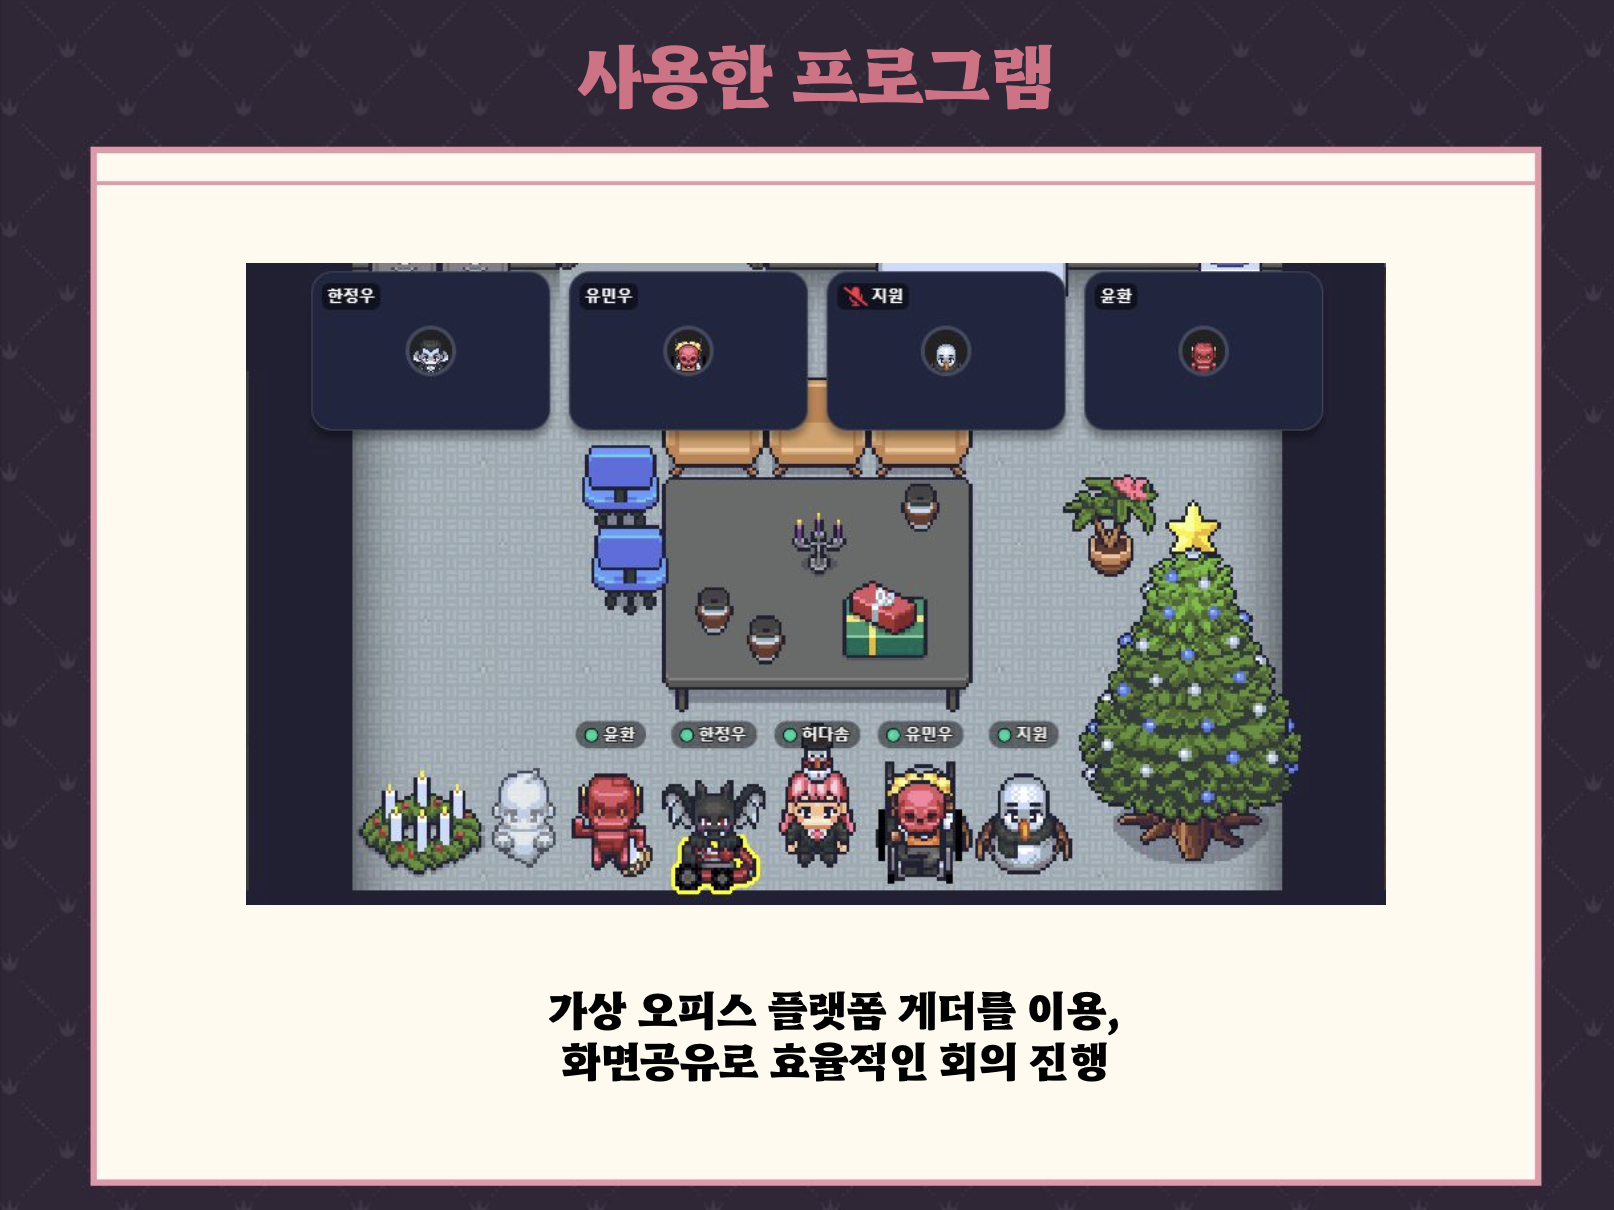 사용한 프로그램
한정우
유민우
지원
윤환
윤환
한정우
허다솜
유민우
지원
가상 오피스 플랫폼 게더를 이용,
화면공유로 효율적인 회의 진행